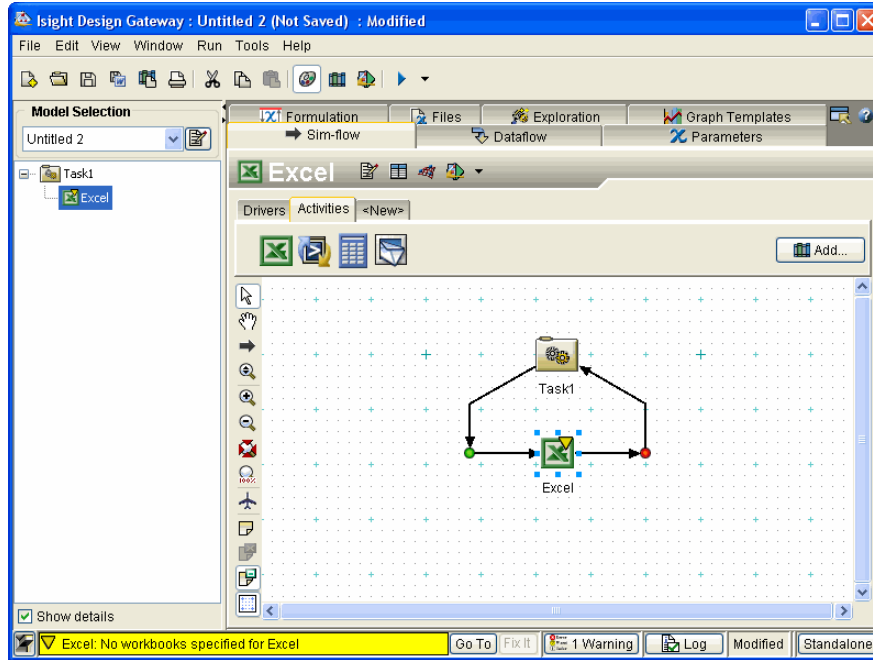 Isight Design Gateway : Untitled 2 (Not Saved) : Modified
File Edit View Window Run Tools Help
Model Selection
Untitled 2
Task1
Excel
Show details
Formulation Files Exploration Graph Templates
Sim-flow Dataflow Parameters
Excel
Drivers Activities <New>
Add...
100%
Task1
Excel
Excel: No workbooks specified for Excel Go To Fix It 1 Warning Log Modified Standalone